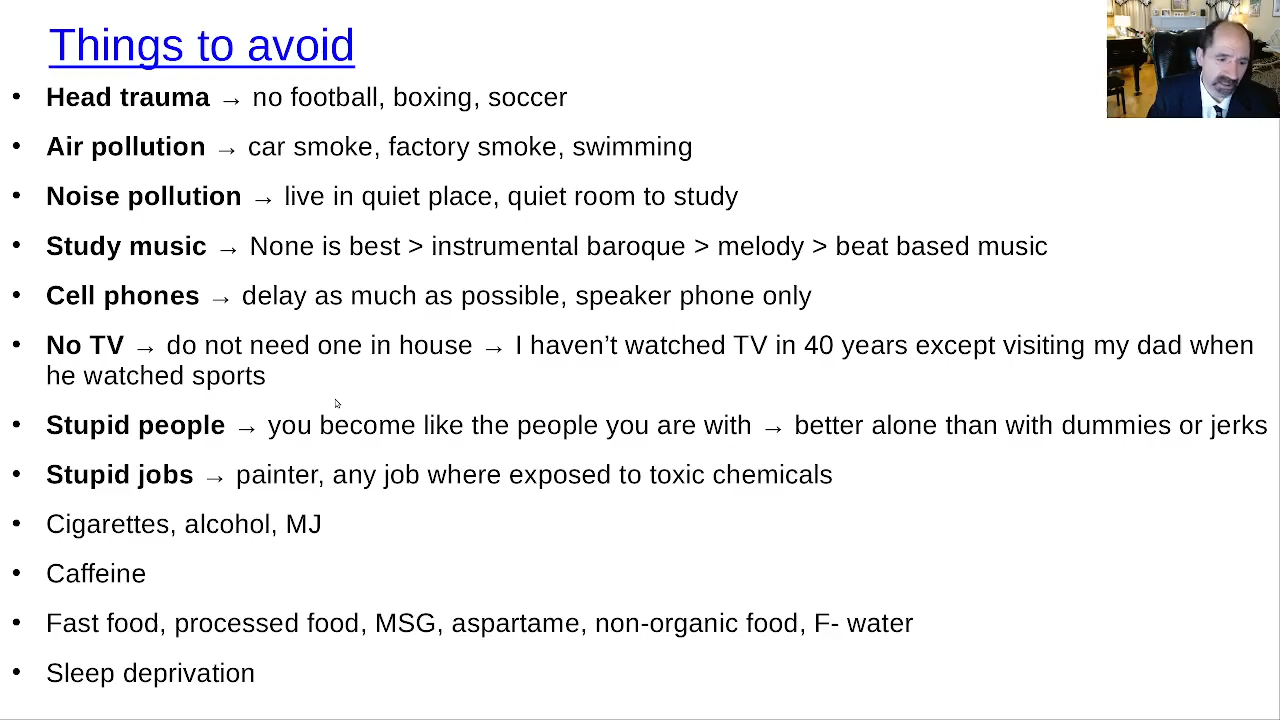 Things to avoid
• Head trauma → no football, boxing, soccer
• Air pollution → car smoke, factory smoke, swimming
• Noise pollution → live in quiet place, quiet room to study
• Study music → None is best > instrumental baroque > melody > beat based music
• Cell phones → delay as much as possible, speaker phone only
• No TV → do not need one in house → I haven’t watched TV in 40 years except visiting my dad when
he watched sports
• Stupid people → you become like the people you are with → better alone than with dummies or jerks
• Stupid jobs → painter, any job where exposed to toxic chemicals
• Cigarettes, alcohol, MJ
• Caffeine
• Fast food, processed food, MSG, aspartame, non-organic food, F- water
• Sleep deprivation